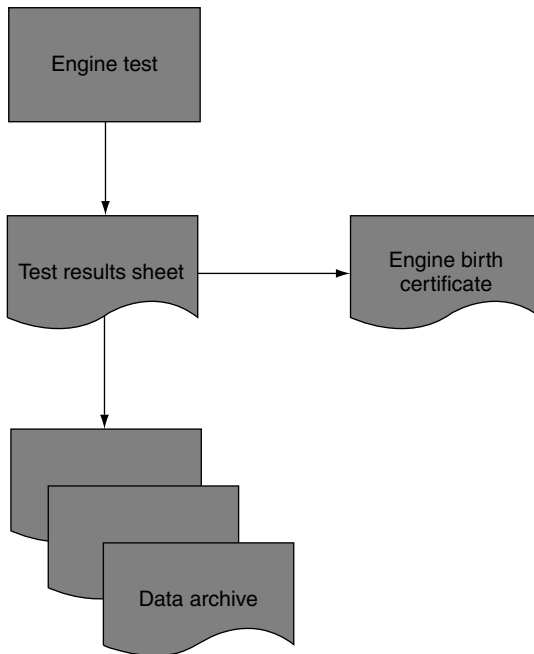 Engine test
Test results sheet
Engine birth
certificate
Data archive